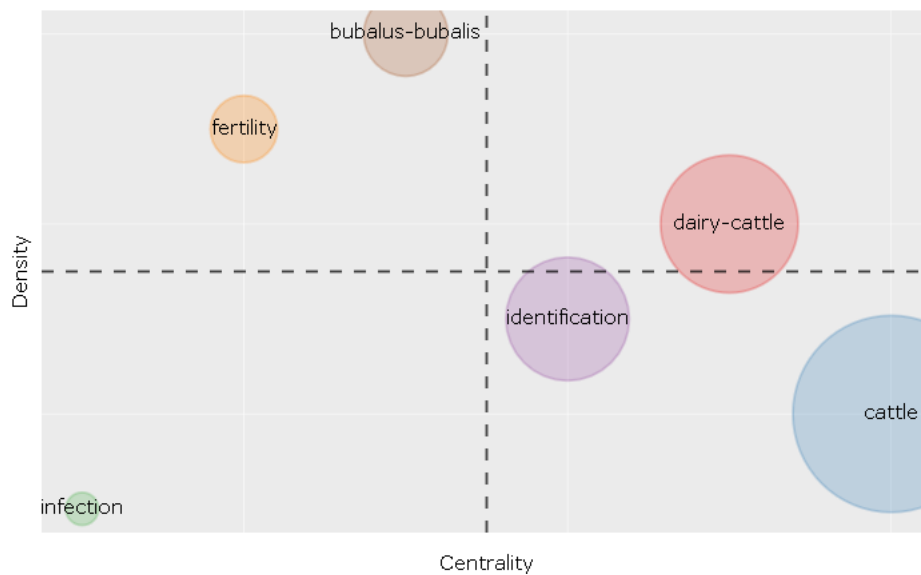 bubalus-bubalis
fertility
dairy-cattle
Density
identification
cattle
infection
Centrality